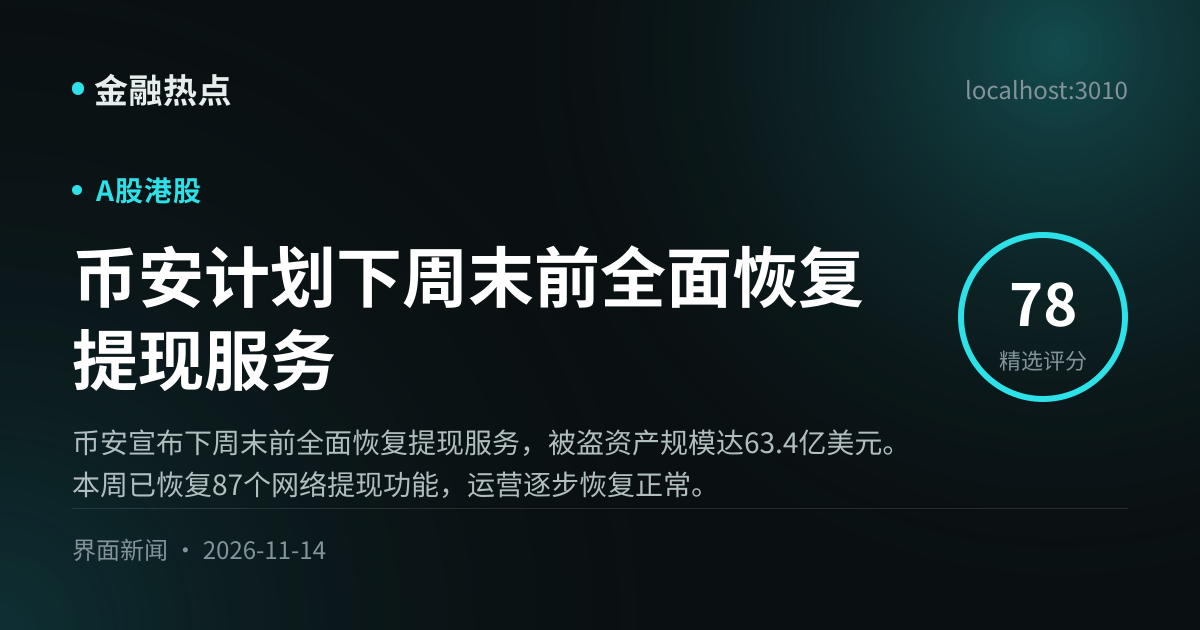 金融热点
localhost:3010
A股港股
币安计划下周末前全面恢复
提现服务
78
精选评分
币安宣布下周末前全面恢复提现服务，被盗资产规模达63.4亿美元。
本周已恢复87个网络提现功能，运营逐步恢复正常。
界面新闻 · 2026-11-14